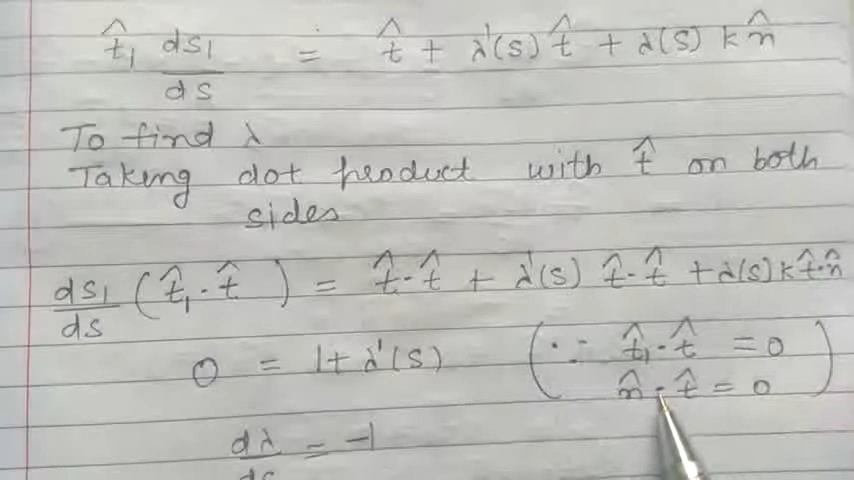 t̂₁ ds₁/ds = t̂ + λ'(s) t̂ + λ(s) k n̂
To find λ
Taking dot product with t̂ on both
sides
ds₁/ds (t̂₁ · t̂) = t̂·t̂ + λ'(s) t̂·t̂ + λ(s) k t̂·n̂
0 = 1 + λ'(s) (∵ t̂₁·t̂ = 0
n̂·t̂ = 0)
dλ/ds = -1